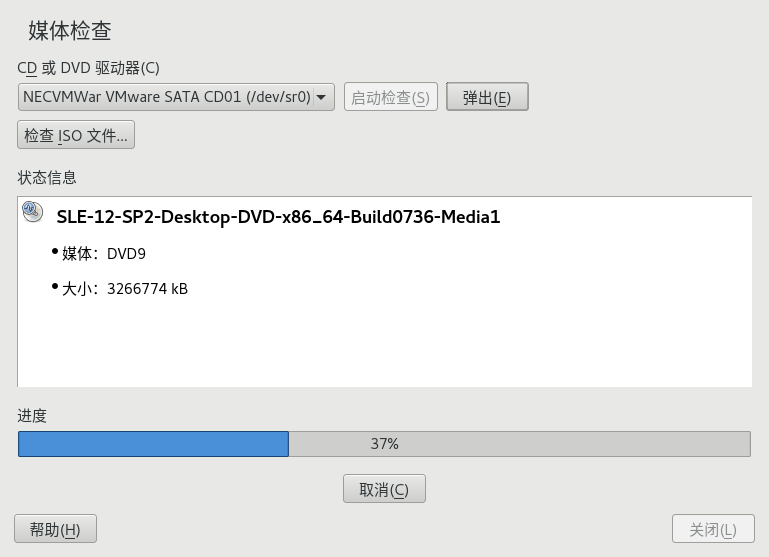 媒体检查
CD 或 DVD 驱动器(C)
NECVMWar VMware SATA CD01 (/dev/sr0) 启动检查(S) 弹出(E)
检查 ISO 文件...
状态信息
SLE-12-SP2-Desktop-DVD-x86_64-Build0736-Media1
• 媒体：DVD9
• 大小：3266774 kB
进度
37%
取消(C)
帮助(H) 关闭(L)